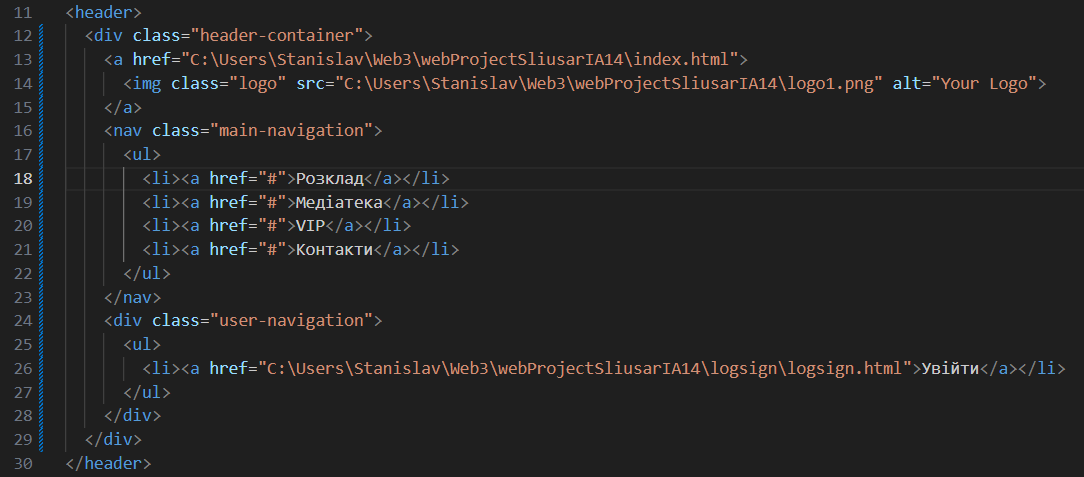 11 <header>
12 <div class="header-container">
13 <a href="C:\Users\Stanislav\Web3\webProjectSliusarIA14\index.html">
14 <img class="logo" src="C:\Users\Stanislav\Web3\webProjectSliusarIA14\logo1.png" alt="Your Logo">
15 </a>
16 <nav class="main-navigation">
17 <ul>
18 <li><a href="#">Розклад</a></li>
19 <li><a href="#">Медіатека</a></li>
20 <li><a href="#">VIP</a></li>
21 <li><a href="#">Контакти</a></li>
22 </ul>
23 </nav>
24 <div class="user-navigation">
25 <ul>
26 <li><a href="C:\Users\Stanislav\Web3\webProjectSliusarIA14\logsign\logsign.html">Увійти</a></li>
27 </ul>
28 </div>
29 </div>
30 </header>